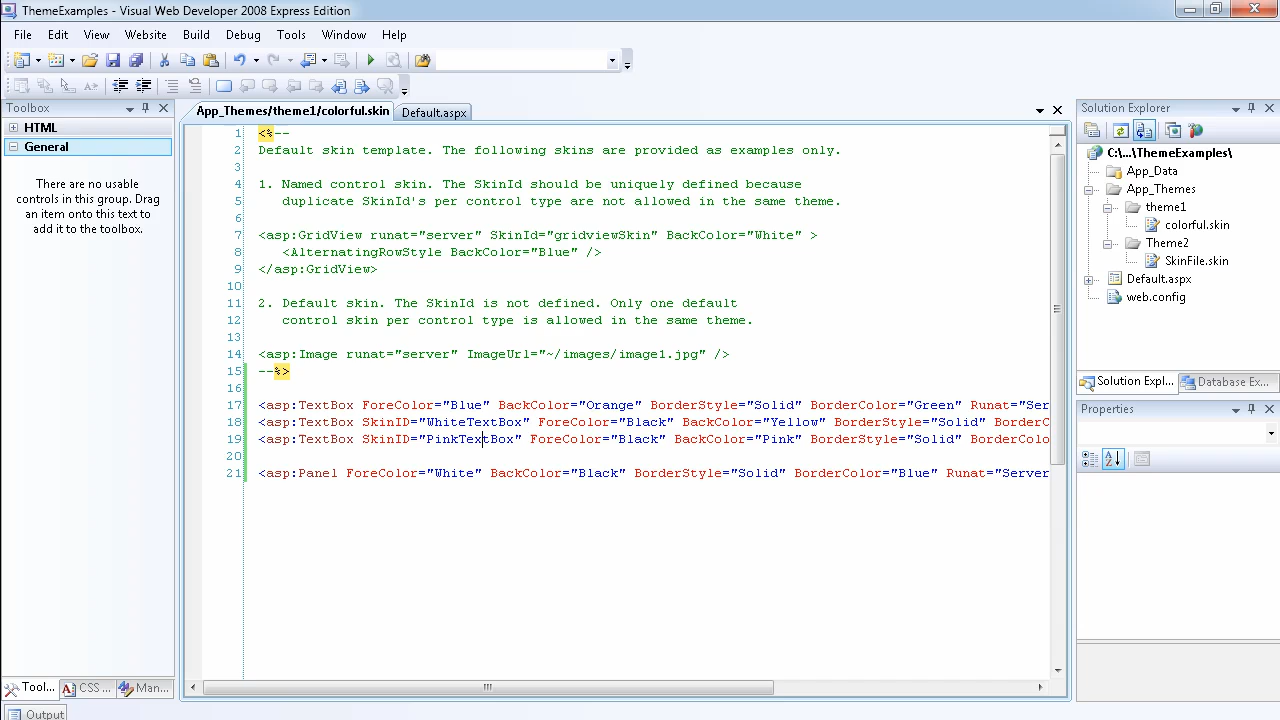 ThemeExamples - Visual Web Developer 2008 Express Edition
File Edit View Website Build Debug Tools Window Help
Toolbox
HTML
General
There are no usable
controls in this group. Drag
an item onto this text to
add it to the toolbox.
Tool... CSS ... Man...
Output
App_Themes/theme1/colorful.skin Default.aspx
1 <%--
2 Default skin template. The following skins are provided as examples only.
3
4 1. Named control skin. The SkinId should be uniquely defined because
5 duplicate SkinId's per control type are not allowed in the same theme.
6
7 <asp:GridView runat="server" SkinId="gridviewSkin" BackColor="White" >
8 <AlternatingRowStyle BackColor="Blue" />
9 </asp:GridView>
10
11 2. Default skin. The SkinId is not defined. Only one default
12 control skin per control type is allowed in the same theme.
13
14 <asp:Image runat="server" ImageUrl="~/images/image1.jpg" />
15 --%>
16
17 <asp:TextBox ForeColor="Blue" BackColor="Orange" BorderStyle="Solid" BorderColor="Green" Runat="Ser
18 <asp:TextBox SkinID="WhiteTextBox" ForeColor="Black" BackColor="Yellow" BorderStyle="Solid" BorderC
19 <asp:TextBox SkinID="PinkTextBox" ForeColor="Black" BackColor="Pink" BorderStyle="Solid" BorderColo
20
21 <asp:Panel ForeColor="White" BackColor="Black" BorderStyle="Solid" BorderColor="Blue" Runat="Server
Solution Explorer
C:\...\ThemeExamples\
App_Data
App_Themes
theme1
colorful.skin
Theme2
SkinFile.skin
Default.aspx
web.config
Solution Expl... Database Ex...
Properties